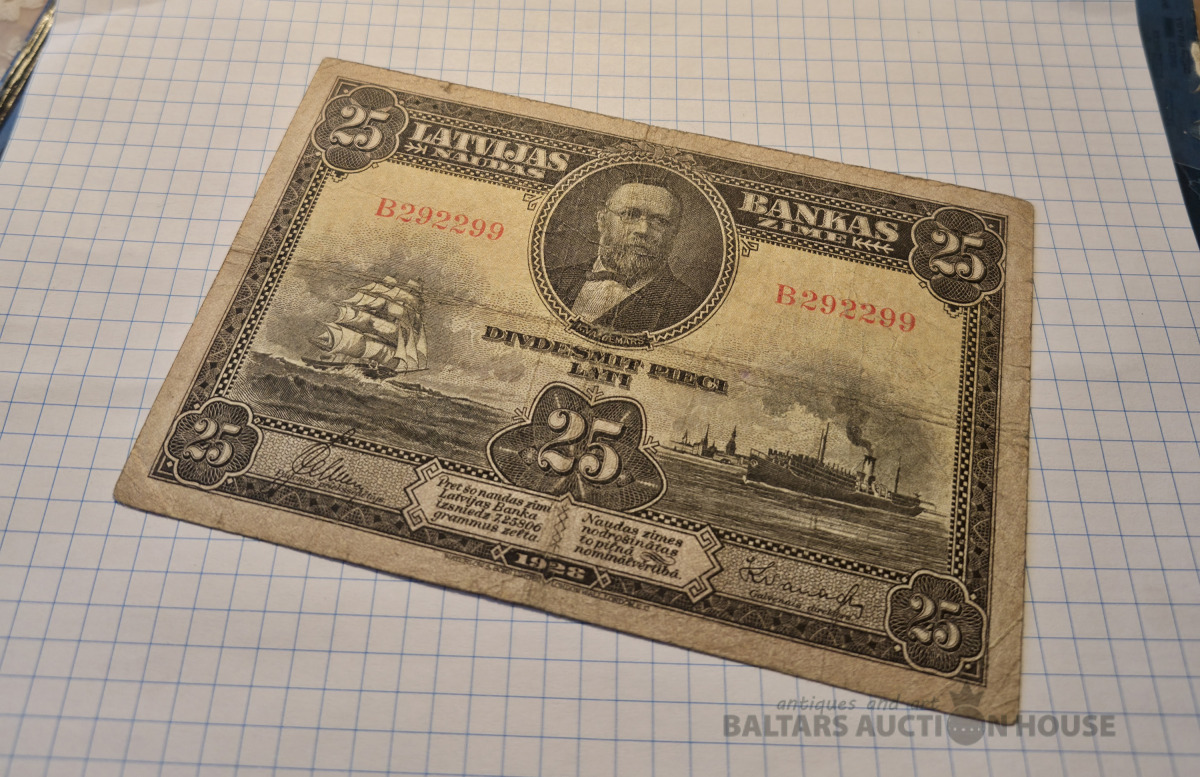 25
LATVIJAS
NAUDAS
BANKAS
ZIME
25
B292299
B292299
DIVDESMIT PIECI
LATI
25
25
Pret šo naudas zīmi
Latvijas Banka
izsniedz 7,25806
grammus zelta.
Naudas zīmes
nodrošinātas
to pilnā
nominālvērtībā.
1928
25
antiques and art
BALTARS AUCTION HOUSE